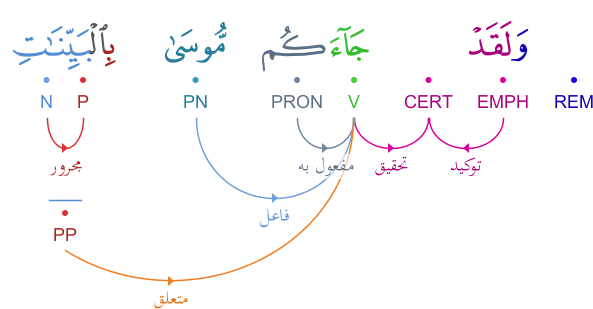 وَلَقَدْ جَآءَكُم مُّوسَىٰ بِٱلْبَيِّنَـٰتِ
REM EMPH CERT V PRON PN P N
توكيد تحقيق مفعول به مجرور
فاعل
PP
متعلق